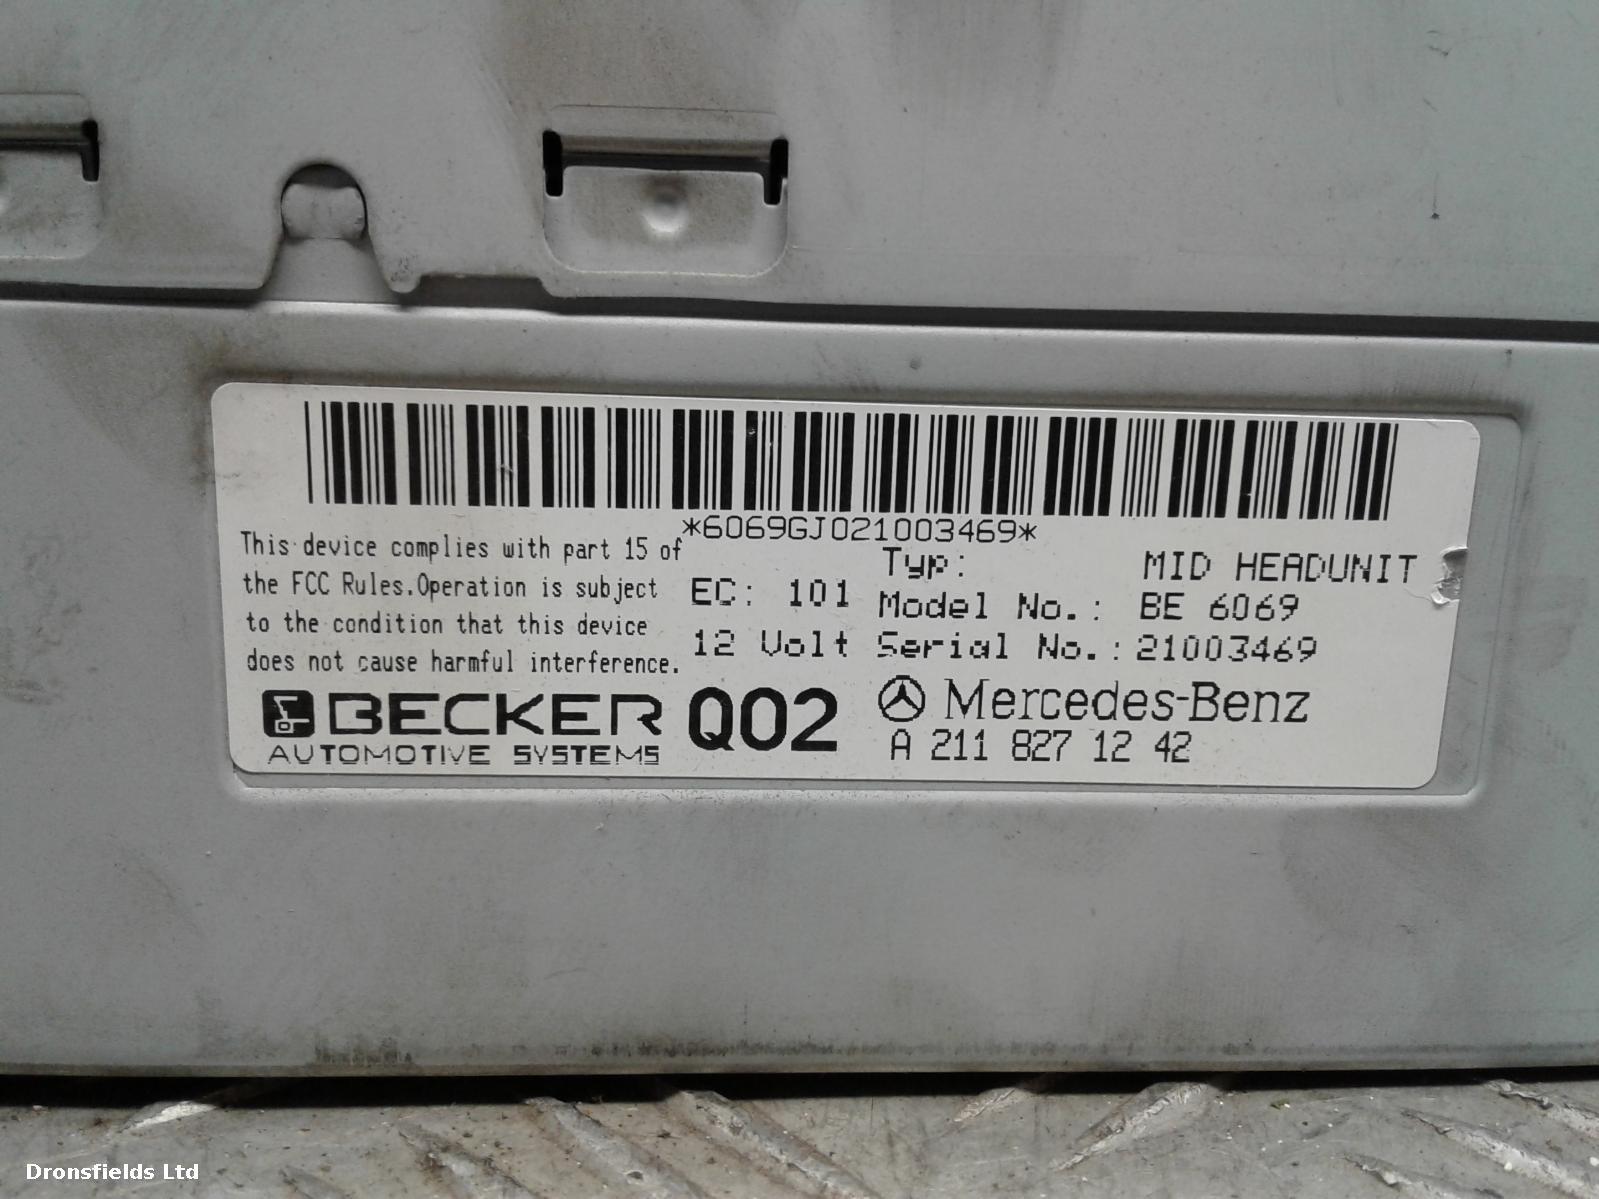 *6069GJ021003469*
This device complies with part 15 of
the FCC Rules.Operation is subject
to the condition that this device
does not cause harmful interference.
EC: 101
12 Volt
Typ: MID HEADUNIT
Model No.: BE 6069
Serial No.: 21003469
BECKER
AUTOMOTIVE SYSTEMS
Q02
Mercedes-Benz
A 211 827 12 42
Dronsfields Ltd